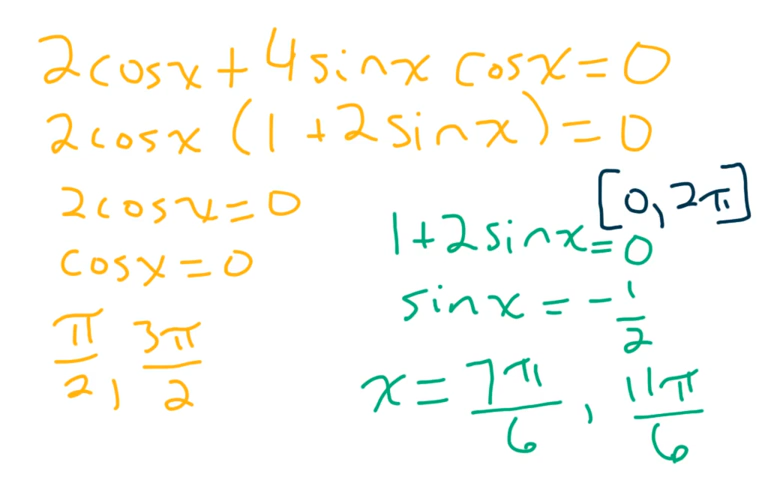 2cosx + 4sinx cosx = 0
2cosx (1 + 2sinx) = 0
2cosx = 0
cosx = 0
π/2, 3π/2
[0, 2π]
1 + 2sinx = 0
sinx = -1/2
x = 7π/6, 11π/6